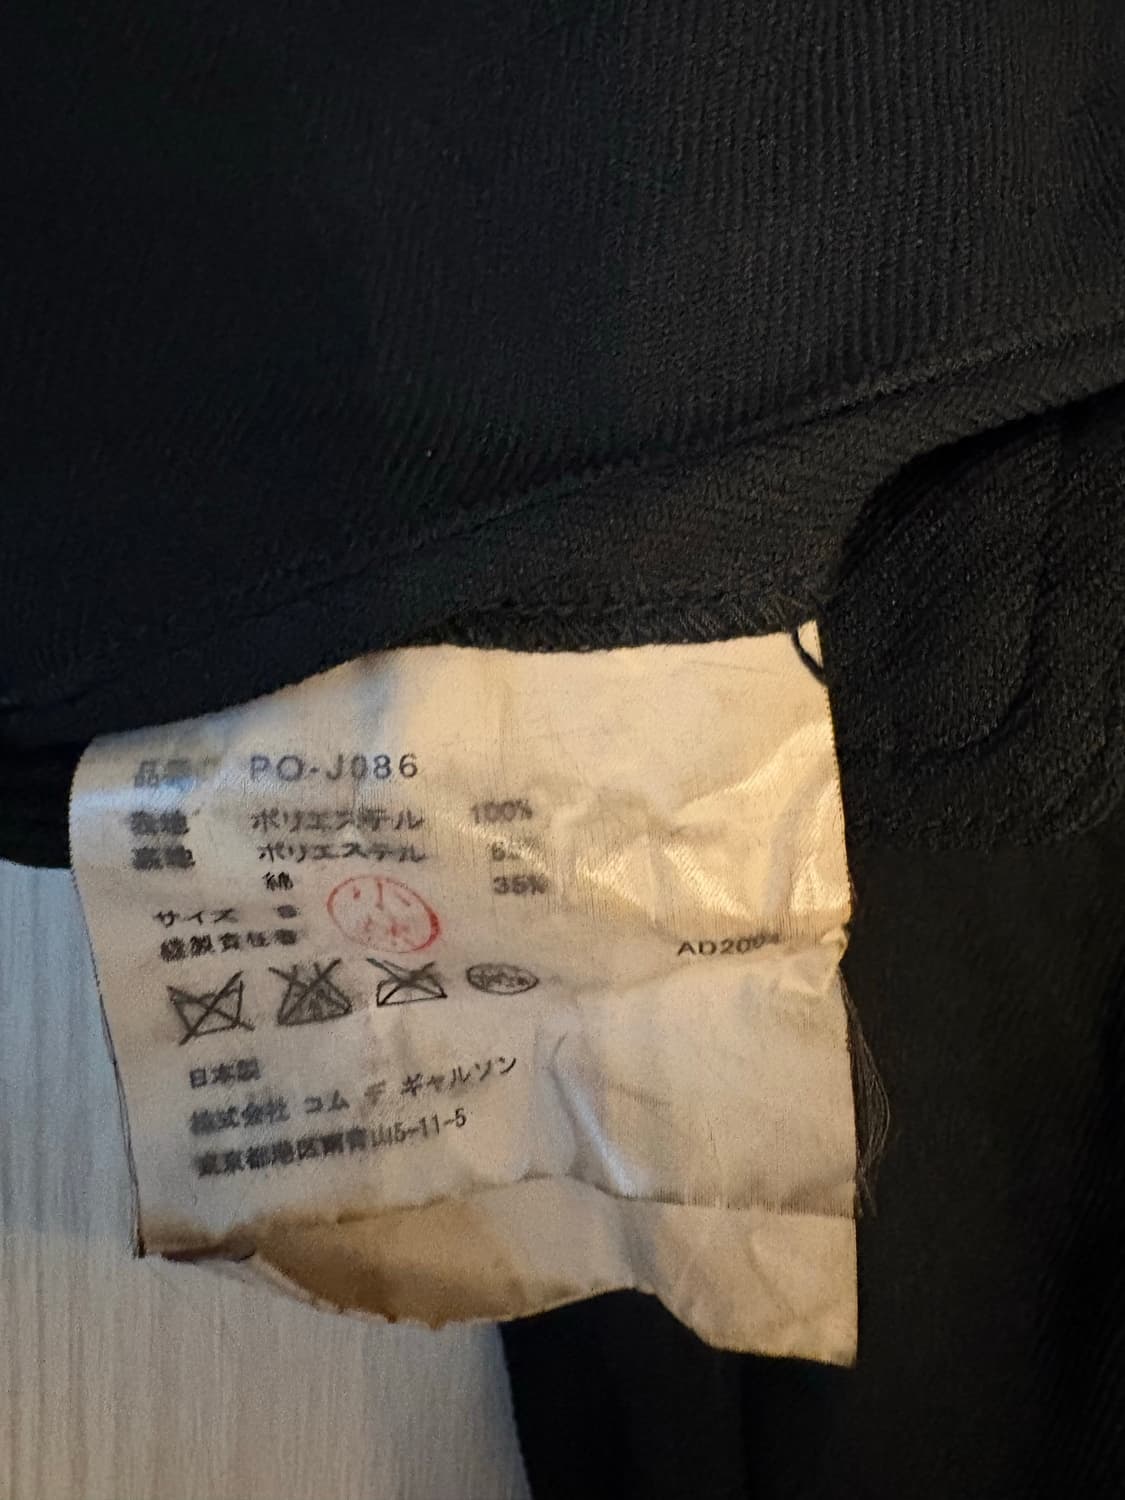 品番 PO-J086
表地 ポリエステル 100%
裏地 ポリエステル 65%
綿 35%
サイズ S
縫製責任者
AD2004
日本製
株式会社 コム デ ギャルソン
東京都港区南青山5-11-5